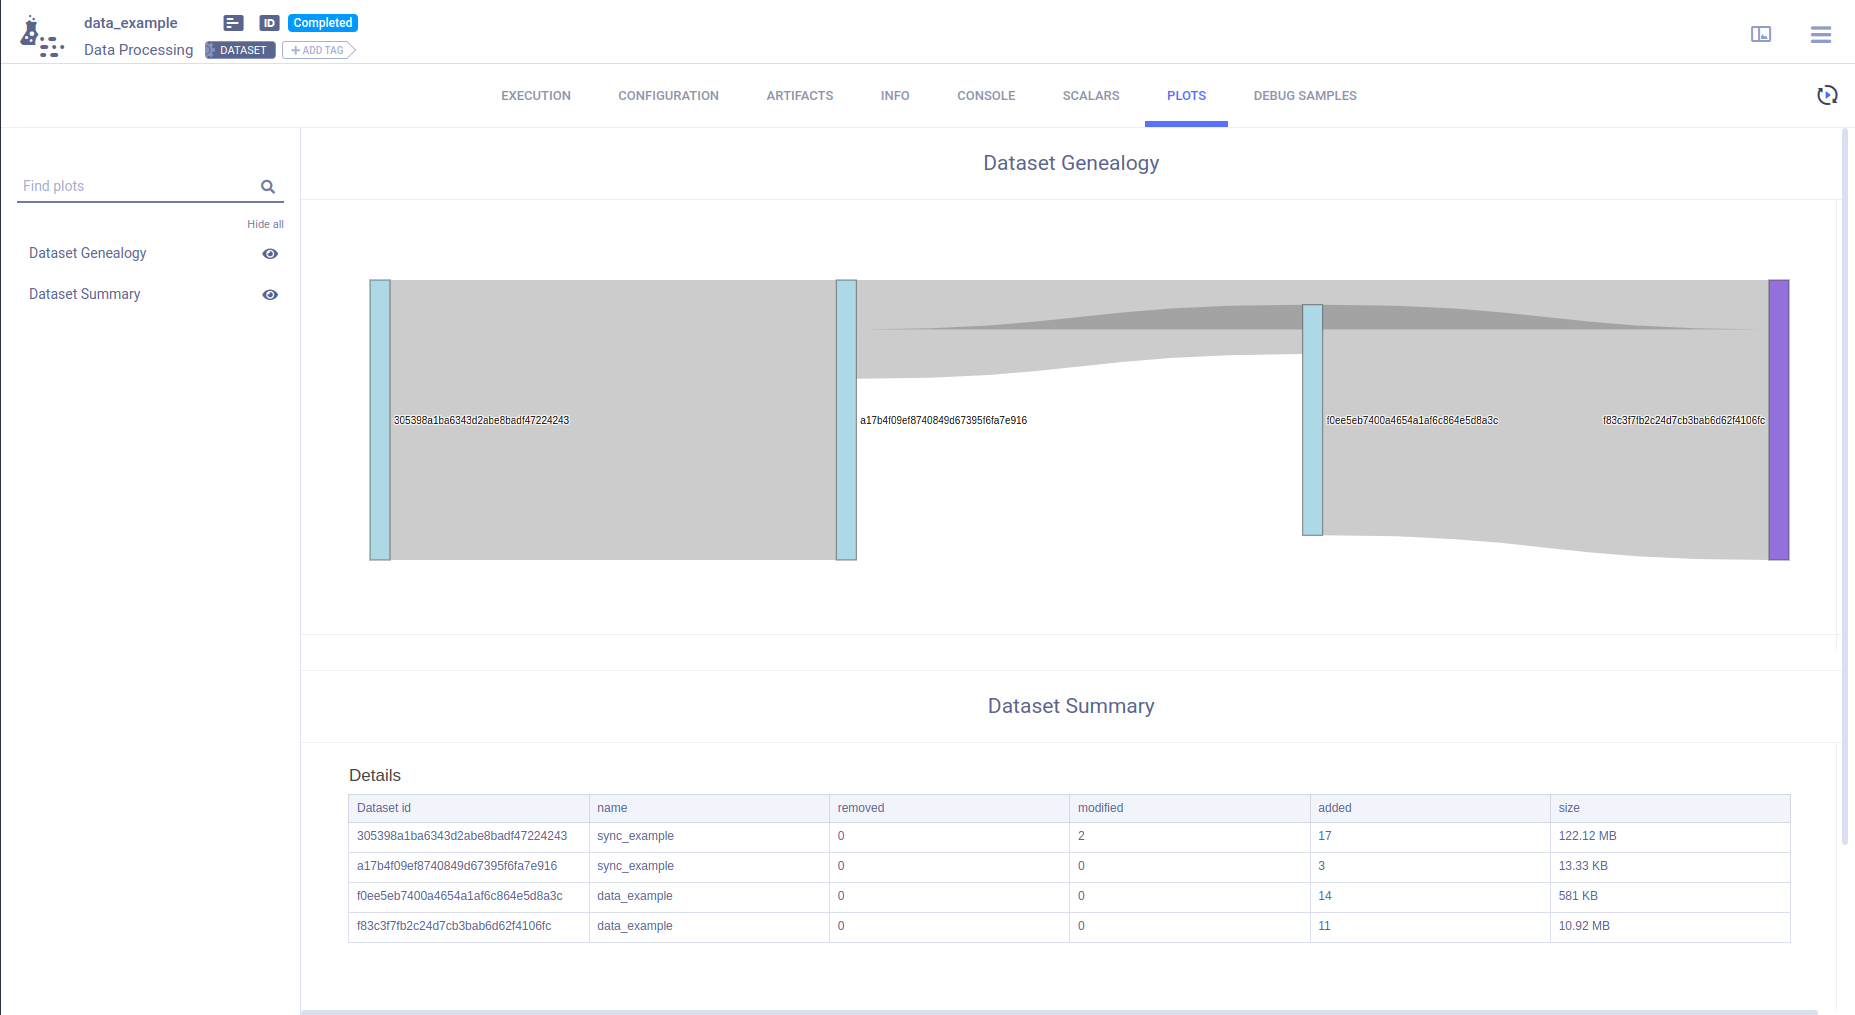 data_example ID Completed
Data Processing DATASET + ADD TAG
EXECUTION CONFIGURATION ARTIFACTS INFO CONSOLE SCALARS PLOTS DEBUG SAMPLES
Find plots
Hide all
Dataset Genealogy
Dataset Summary
Dataset Genealogy
305398a1ba6343d2abe8badf47224243 a17b4f09ef8740849d67395f6fa7e916 f0ee5eb7400a4654a1af6c864e5d8a3c f83c3f7fb2c24d7cb3bab6d62f4106fc
Dataset Summary
Details
Dataset id name removed modified added size
305398a1ba6343d2abe8badf47224243 sync_example 0 2 17 122.12 MB
a17b4f09ef8740849d67395f6fa7e916 sync_example 0 0 3 13.33 KB
f0ee5eb7400a4654a1af6c864e5d8a3c data_example 0 0 14 581 KB
f83c3f7fb2c24d7cb3bab6d62f4106fc data_example 0 0 11 10.92 MB